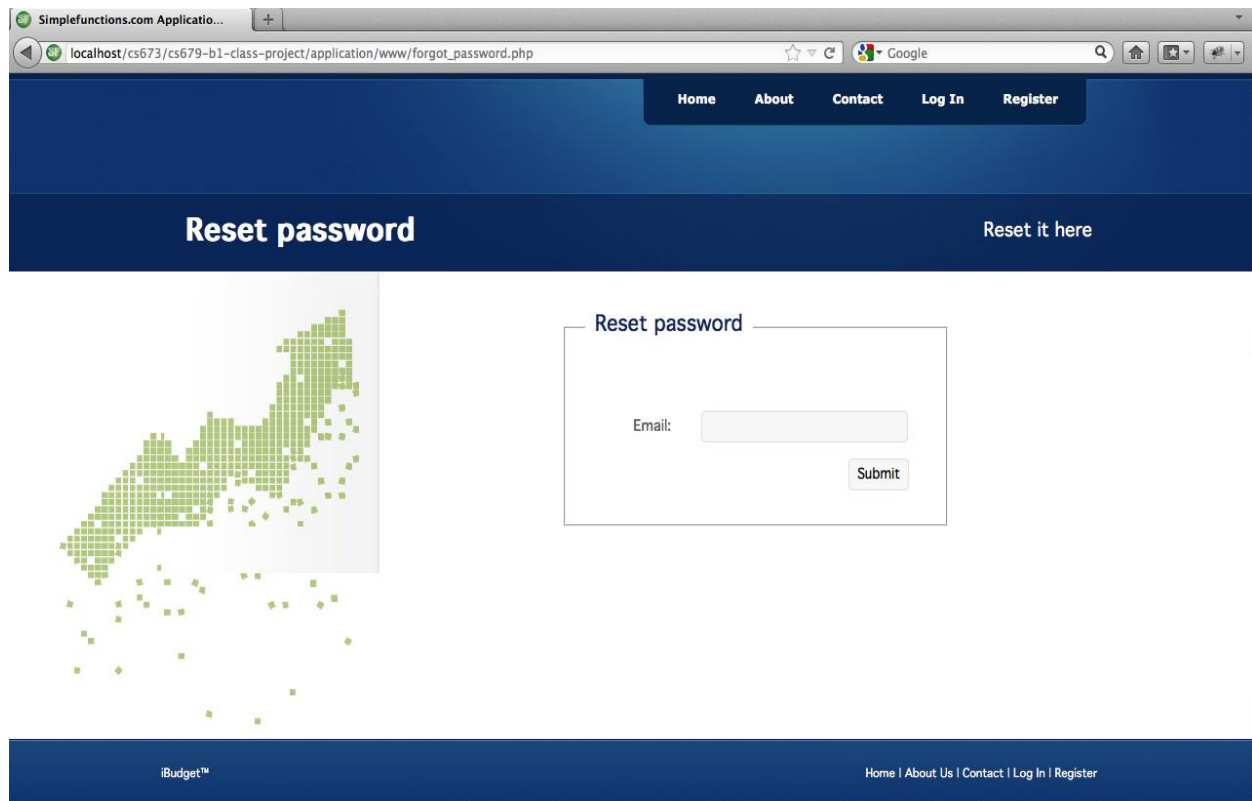 Simplefunctions.com Applicatio...
localhost/cs673/cs679-b1-class-project/application/www/forgot_password.php
Google
Home About Contact Log In Register
Reset password
Reset it here
Reset password
Email:
Submit
iBudget™
Home | About Us | Contact | Log In | Register